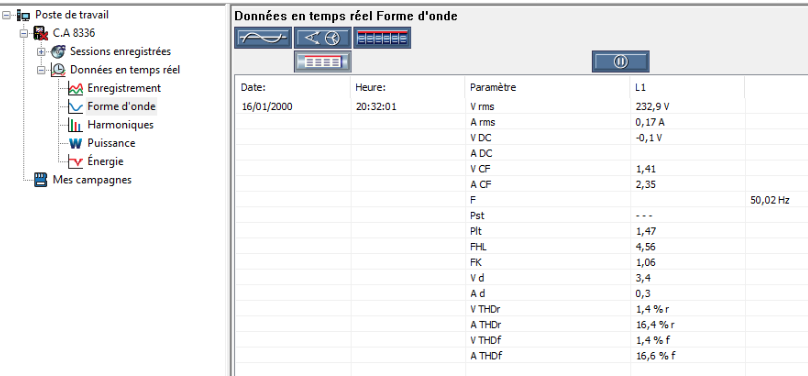 Poste de travail
C.A 8336
Sessions enregistrées
Données en temps réel
Enregistrement
Forme d'onde
Harmoniques
Puissance
Énergie
Mes campagnes
Données en temps réel Forme d'onde
Date: Heure: Paramètre L1
16/01/2000 20:32:01 V rms 232,9 V
A rms 0,17 A
V DC -0,1 V
A DC
V CF 1,41
A CF 2,35
F 50,02 Hz
Pst - - -
Plt 1,47
FHL 4,56
FK 1,06
V d 3,4
A d 0,3
V THDr 1,4 % r
A THDr 16,4 % r
V THDf 1,4 % f
A THDf 16,6 % f